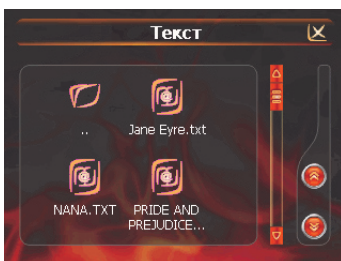 Текст
..
Jane Eyre.txt
NANA.TXT
PRIDE AND
PREJUDICE...